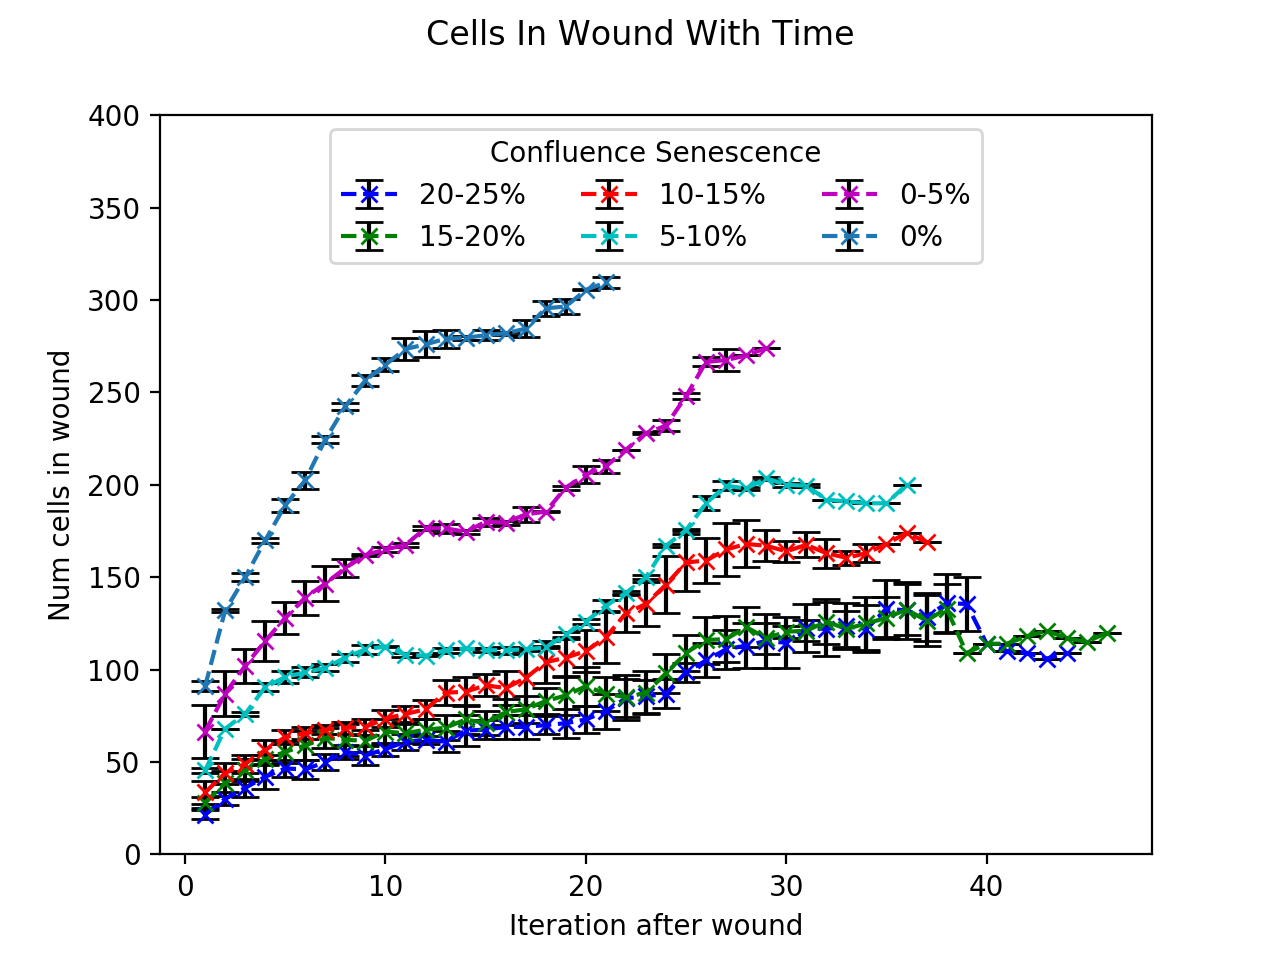 Cells In Wound With Time
400
350
300
250
200
150
100
50
0
Num cells in wound
Confluence Senescence
20-25% 10-15% 0-5%
15-20% 5-10% 0%
0 10 20 30 40
Iteration after wound